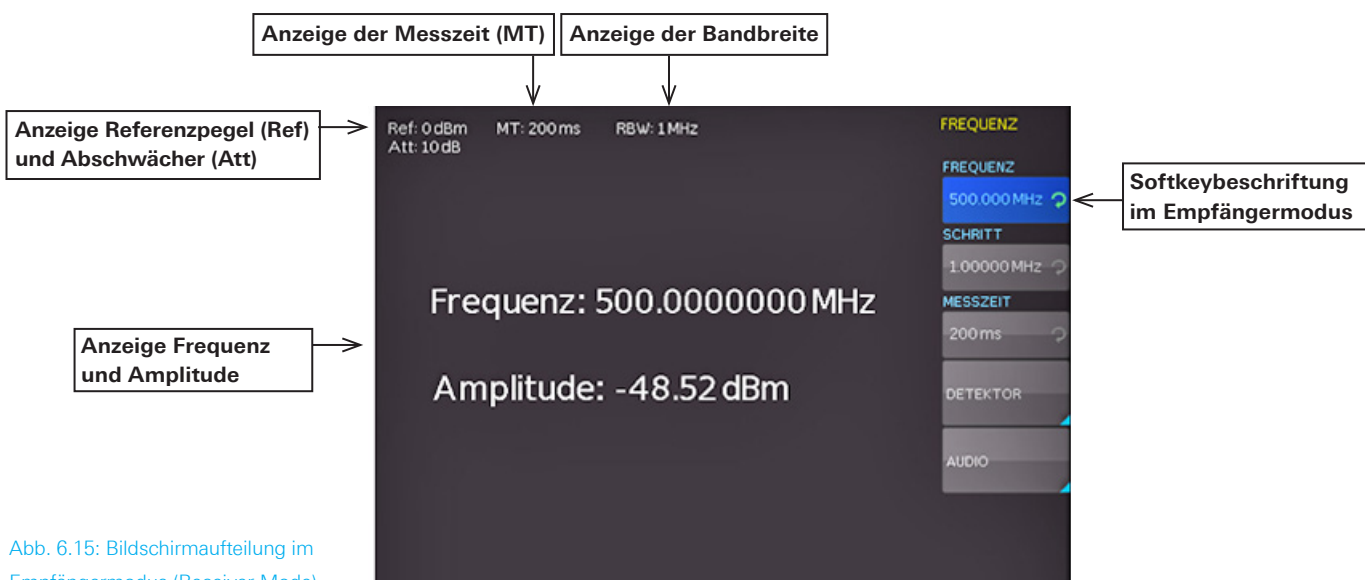 Anzeige der Messzeit (MT)
Anzeige der Bandbreite
Anzeige Referenzpegel (Ref)
und Abschwächer (Att)
Ref: 0 dBm MT: 200 ms RBW: 1 MHz
Att: 10 dB
FREQUENZ
FREQUENZ
500.000 MHz
Softkeybeschriftung
im Empfängermodus
SCHRITT
1.00000 MHz
MESSZEIT
200 ms
DETEKTOR
AUDIO
Frequenz: 500.0000000 MHz
Amplitude: -48.52 dBm
Anzeige Frequenz
und Amplitude
Abb. 6.15: Bildschirmaufteilung im
Empfängermodus (Receiver Mode)